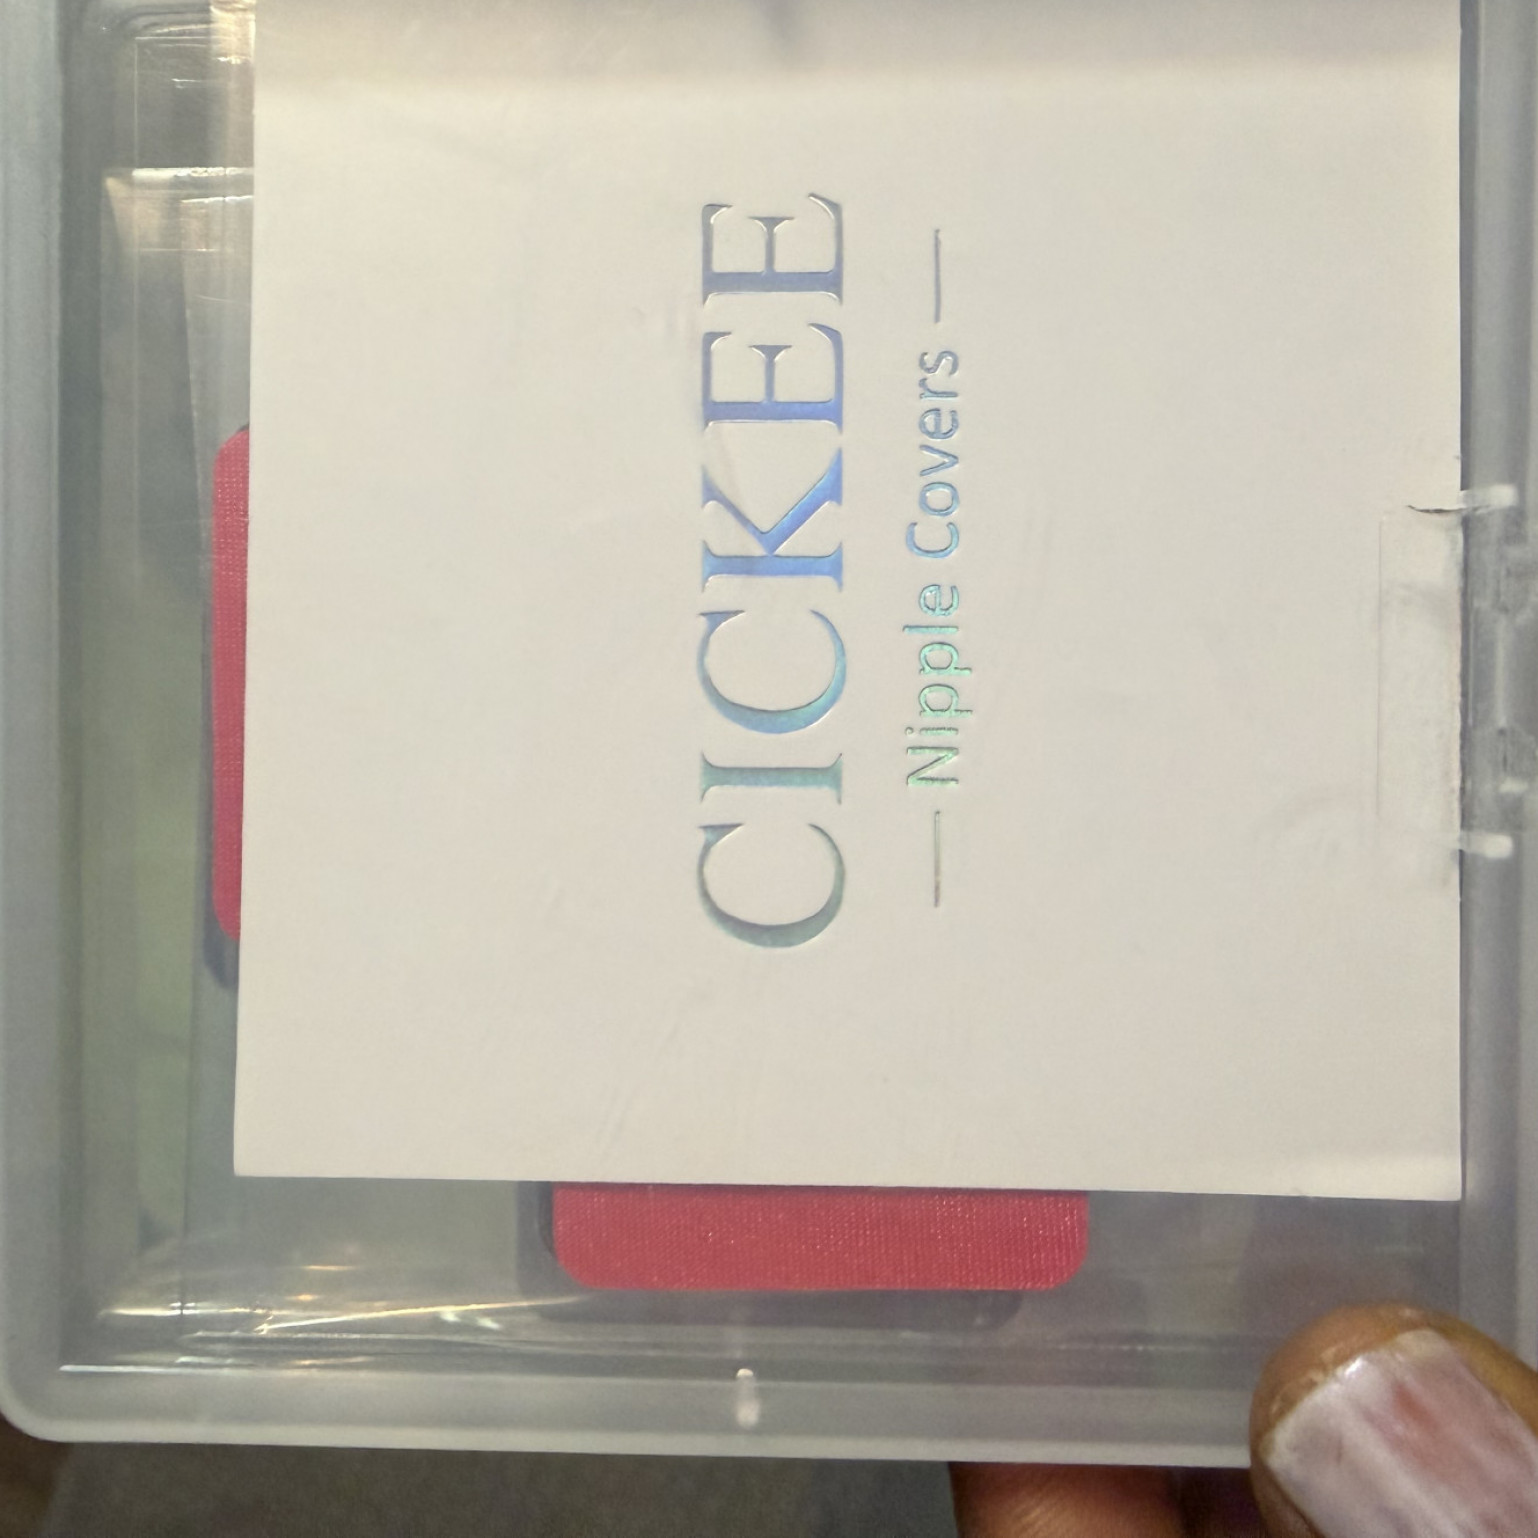 CICKEE
— Nipple Covers —